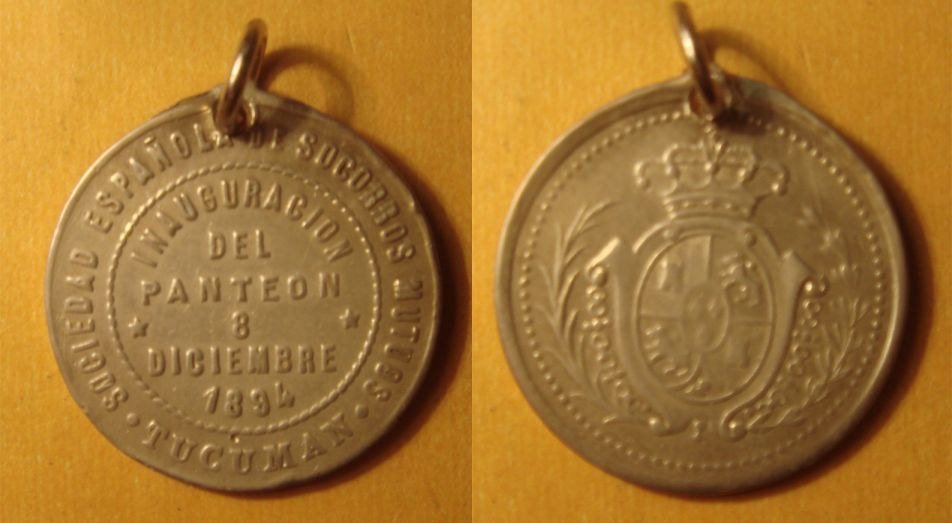 SOCIEDAD ESPAÑOLA DE SOCORROS MUTUOS
INAUGURACION
DEL
PANTEON
8
DICIEMBRE
1894
TUCUMAN